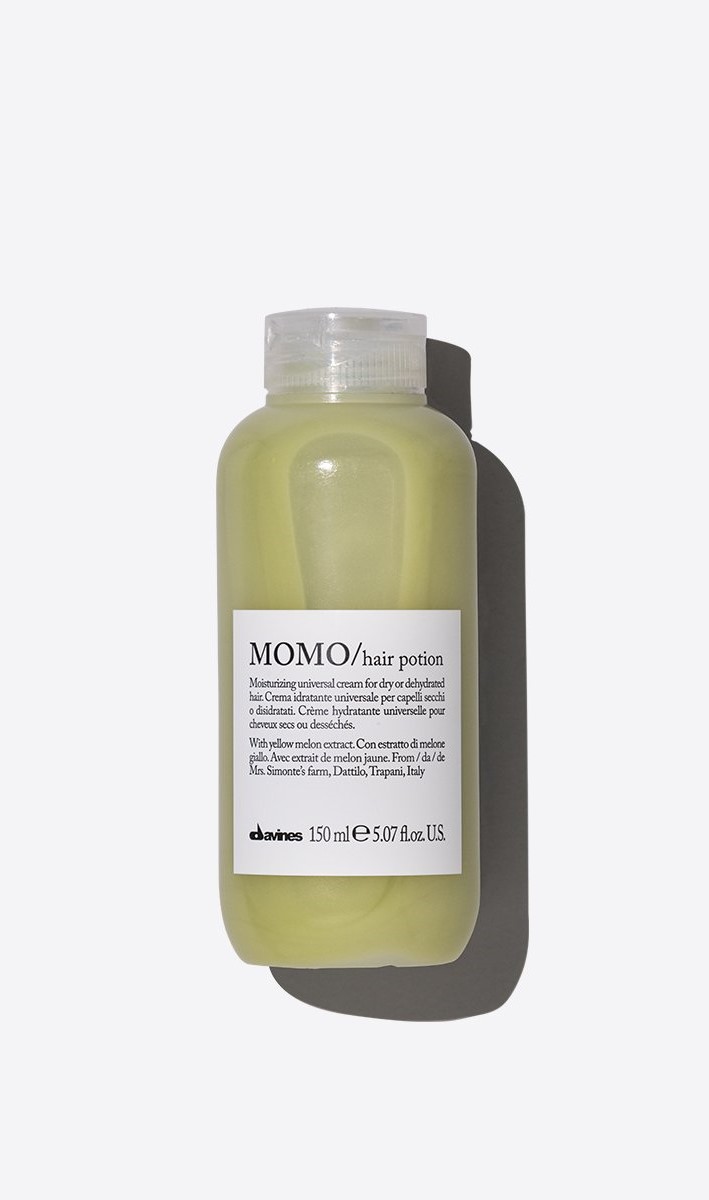 MOMO/hair potion
Moisturizing universal cream for dry or dehydrated
hair. Crema idratante universale per capelli secchi
o disidratati. Crème hydratante universelle pour
cheveux secs ou desséchés.
With yellow melon extract. Con estratto di melone
giallo. Avec extrait de melon jaune. From / da / de
Mrs. Simonte's farm, Dattilo, Trapani, Italy
davines 150 ml ℮ 5.07 fl.oz. U.S.